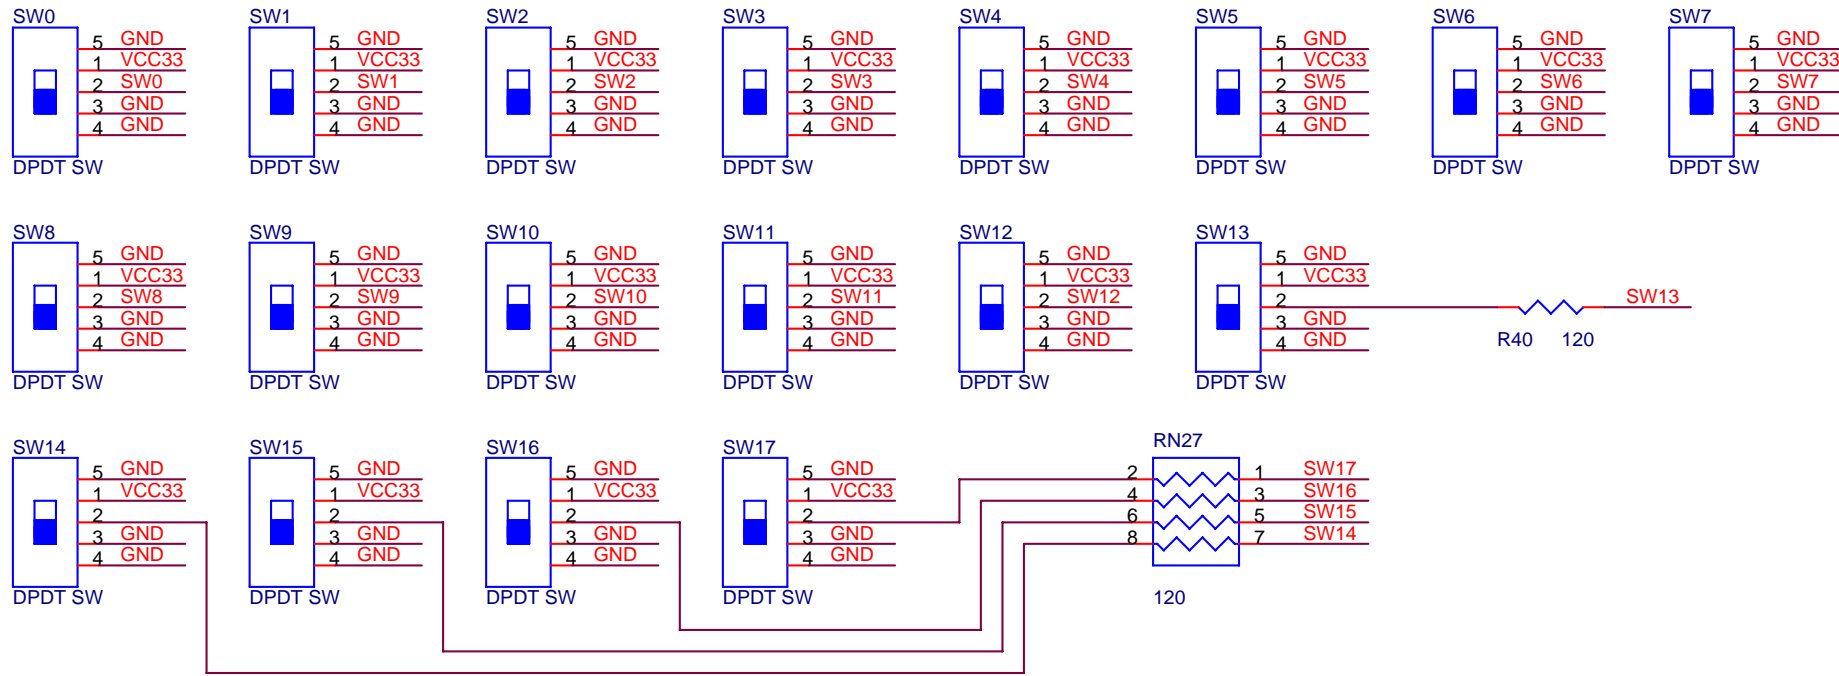 SW0 SW1 SW2 SW3 SW4 SW5 SW6 SW7
5 GND 5 GND 5 GND 5 GND 5 GND 5 GND 5 GND 5 GND
1 VCC33 1 VCC33 1 VCC33 1 VCC33 1 VCC33 1 VCC33 1 VCC33 1 VCC33
2 SW0 2 SW1 2 SW2 2 SW3 2 SW4 2 SW5 2 SW6 2 SW7
3 GND 3 GND 3 GND 3 GND 3 GND 3 GND 3 GND 3 GND
4 GND 4 GND 4 GND 4 GND 4 GND 4 GND 4 GND 4 GND
DPDT SW DPDT SW DPDT SW DPDT SW DPDT SW DPDT SW DPDT SW DPDT SW
SW8 SW9 SW10 SW11 SW12 SW13
5 GND 5 GND 5 GND 5 GND 5 GND 5 GND
1 VCC33 1 VCC33 1 VCC33 1 VCC33 1 VCC33 1 VCC33
2 SW8 2 SW9 2 SW10 2 SW11 2 SW12 2 SW13
3 GND 3 GND 3 GND 3 GND 3 GND 3 GND
4 GND 4 GND 4 GND 4 GND 4 GND 4 GND
R40 120
DPDT SW DPDT SW DPDT SW DPDT SW DPDT SW DPDT SW
SW14 SW15 SW16 SW17 RN27
5 GND 5 GND 5 GND 5 GND 2 1 SW17
1 VCC33 1 VCC33 1 VCC33 1 VCC33 4 3 SW16
2 2 2 2 6 5 SW15
3 GND 3 GND 3 GND 3 GND 8 7 SW14
4 GND 4 GND 4 GND 4 GND
DPDT SW DPDT SW DPDT SW DPDT SW 120